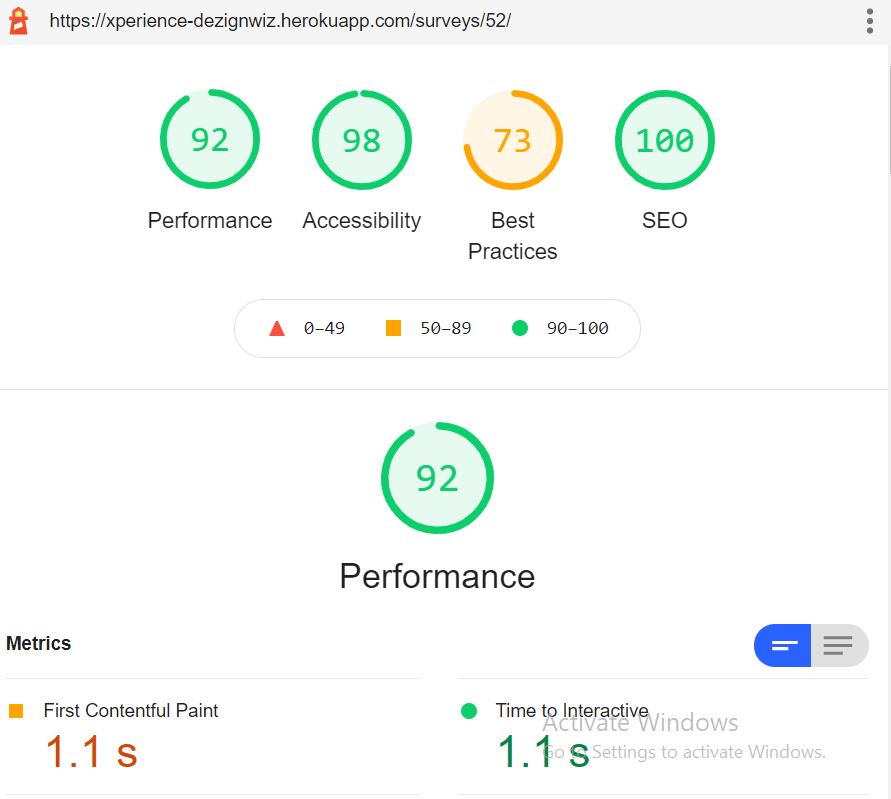 https://xperience-dezignwiz.herokuapp.com/surveys/52/
92 98 73 100
Performance Accessibility Best Practices SEO
0–49 50–89 90–100
92
Performance
Metrics
First Contentful Paint Time to Interactive
1.1 s 1.1 s
Activate Windows
Go to Settings to activate Windows.